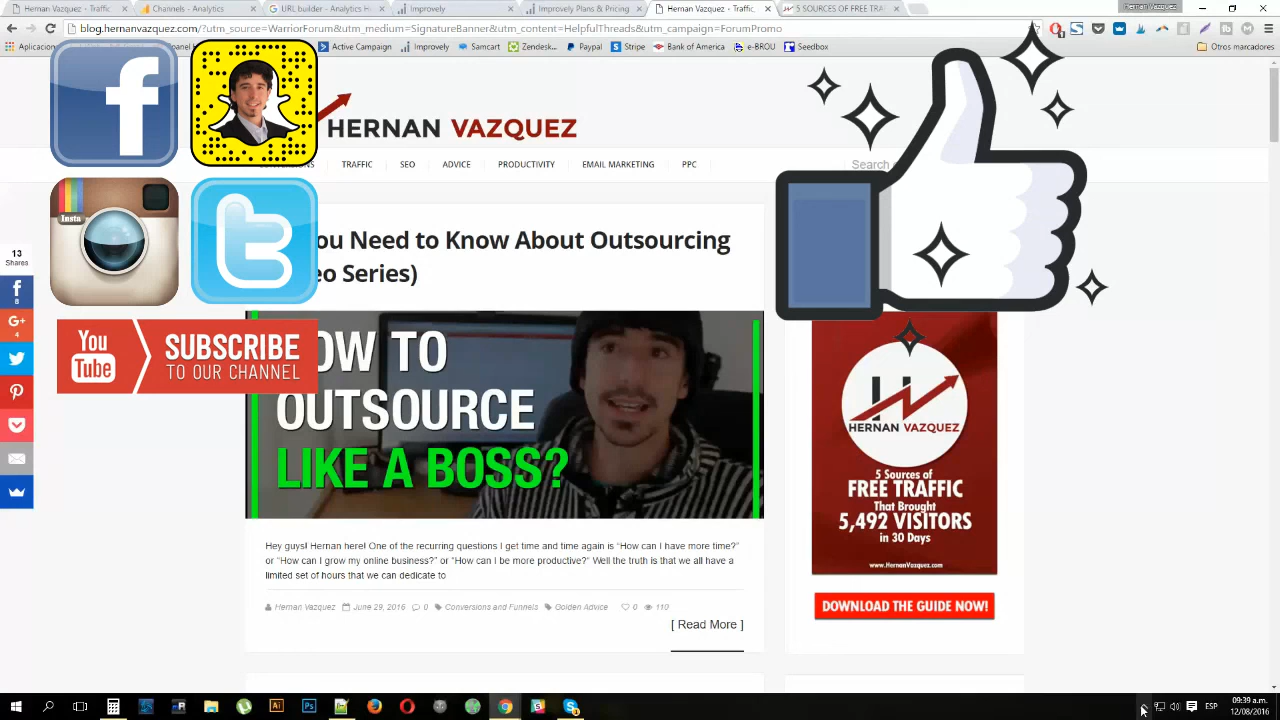 Hernan Vazquez - Traffic,
Channels - Analytics
URL builder - Analytics He
Improvely
Improvely Plans & Pricing
Hernan Vazquez - Traffic,
5 SOURCES OF FREE TRAF
Hernan Vazquez
blog.hernanvazquez.com/?utm_source=WarriorForum&utm_medium=SignatureBanner&utm_content=HelpfulThreads&utm_campaign=ForumPromo
Aplicacion
Active Campaign
Improvely
Samcart
Zendesk...
Paypal
Stripe
Bank of America
e-BROU
Seedbox
Otros marcadores
HERNAN VAZQUEZ
TRAFFIC
SEO
ADVICE
PRODUCTIVITY
EMAIL MARKETING
PPC
Search
Insta
13
Shares
8
G+
4
ou Need to Know About Outsourcing
eo Series)
You
Tube
SUBSCRIBE
TO OUR CHANNEL
OW TO
OUTSOURCE
LIKE A BOSS?
Hey guys! Hernan here! One of the recurring questions I get time and time again is “How can I have more time?”
or “How can I grow my online business?” or “How can I be more productive?” Well the truth is that we all have a
limited set of hours that we can dedicate to
Hernan Vazquez
June 29, 2016
0
Conversions and Funnels
Golden Advice
0
110
[ Read More ]
HERNAN VAZQUEZ
5 Sources of
FREE TRAFFIC
That Brought
5,492 VISITORS
in 30 Days
www.HernanVazquez.com
DOWNLOAD THE GUIDE NOW!
ESP
09:39 a.m.
12/08/2016